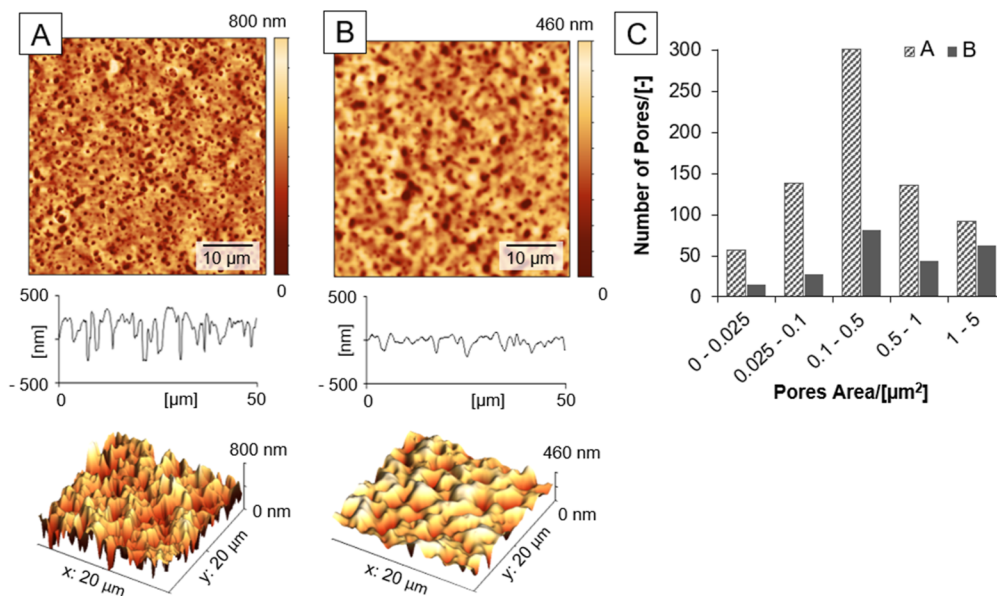 A
800 nm
10 µm
0
500
[nm]
- 500
0
[µm]
50
800 nm
0 nm
x: 20 µm
y: 20 µm
B
460 nm
10 µm
0
500
[nm]
- 500
0
[µm]
50
460 nm
0 nm
x: 20 µm
y: 20 µm
C
A
B
Number of Pores/[-]
300
250
200
150
100
50
0
0 - 0.025
0.025 - 0.1
0.1 - 0.5
0.5 - 1
1 - 5
Pores Area/[µm²]